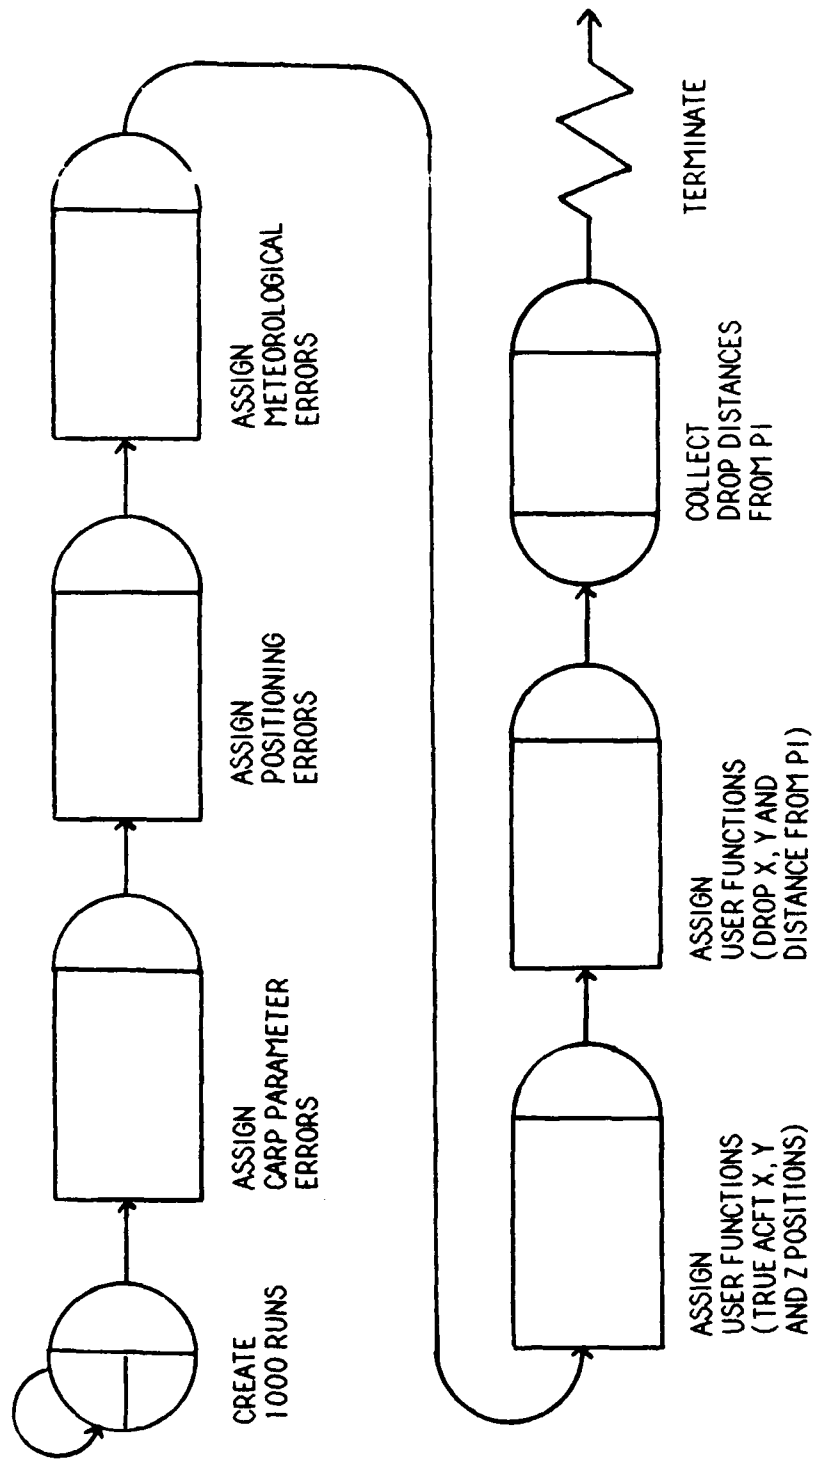 CREATE
1000 RUNS
ASSIGN
CARP PARAMETER
ERRORS
ASSIGN
POSITIONING
ERRORS
ASSIGN
METEOROLOGICAL
ERRORS
ASSIGN
USER FUNCTIONS
(TRUE ACFT X, Y
AND Z POSITIONS)
ASSIGN
USER FUNCTIONS
(DROP X, Y AND
DISTANCE FROM PI)
COLLECT
DROP DISTANCES
FROM PI
TERMINATE